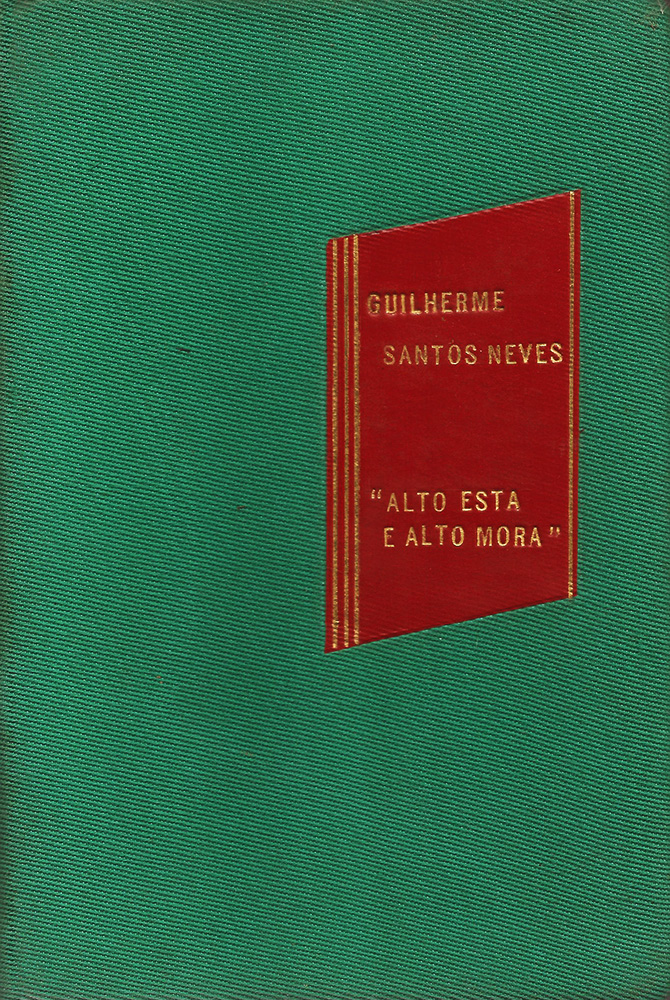 GUILHERME
SANTOS NEVES
"ALTO ESTA
E ALTO MORA"